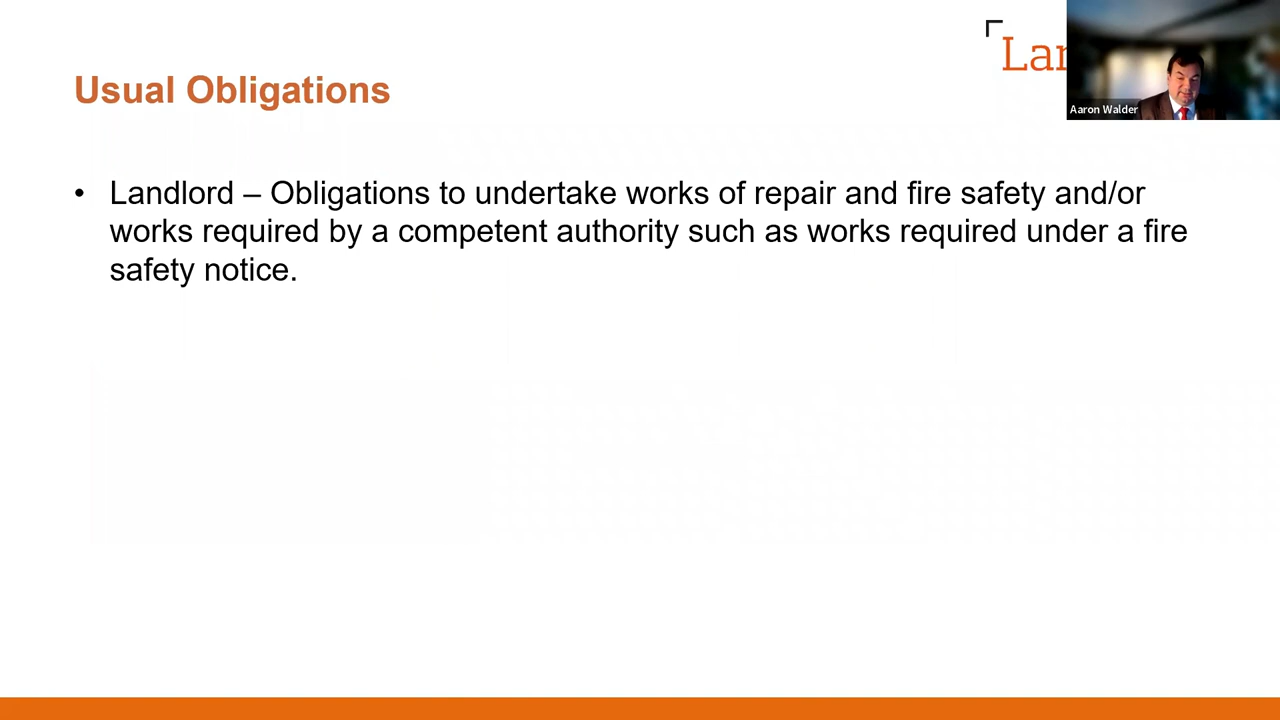 Lan
Usual Obligations
Aaron Walder
• Landlord – Obligations to undertake works of repair and fire safety and/or
works required by a competent authority such as works required under a fire
safety notice.